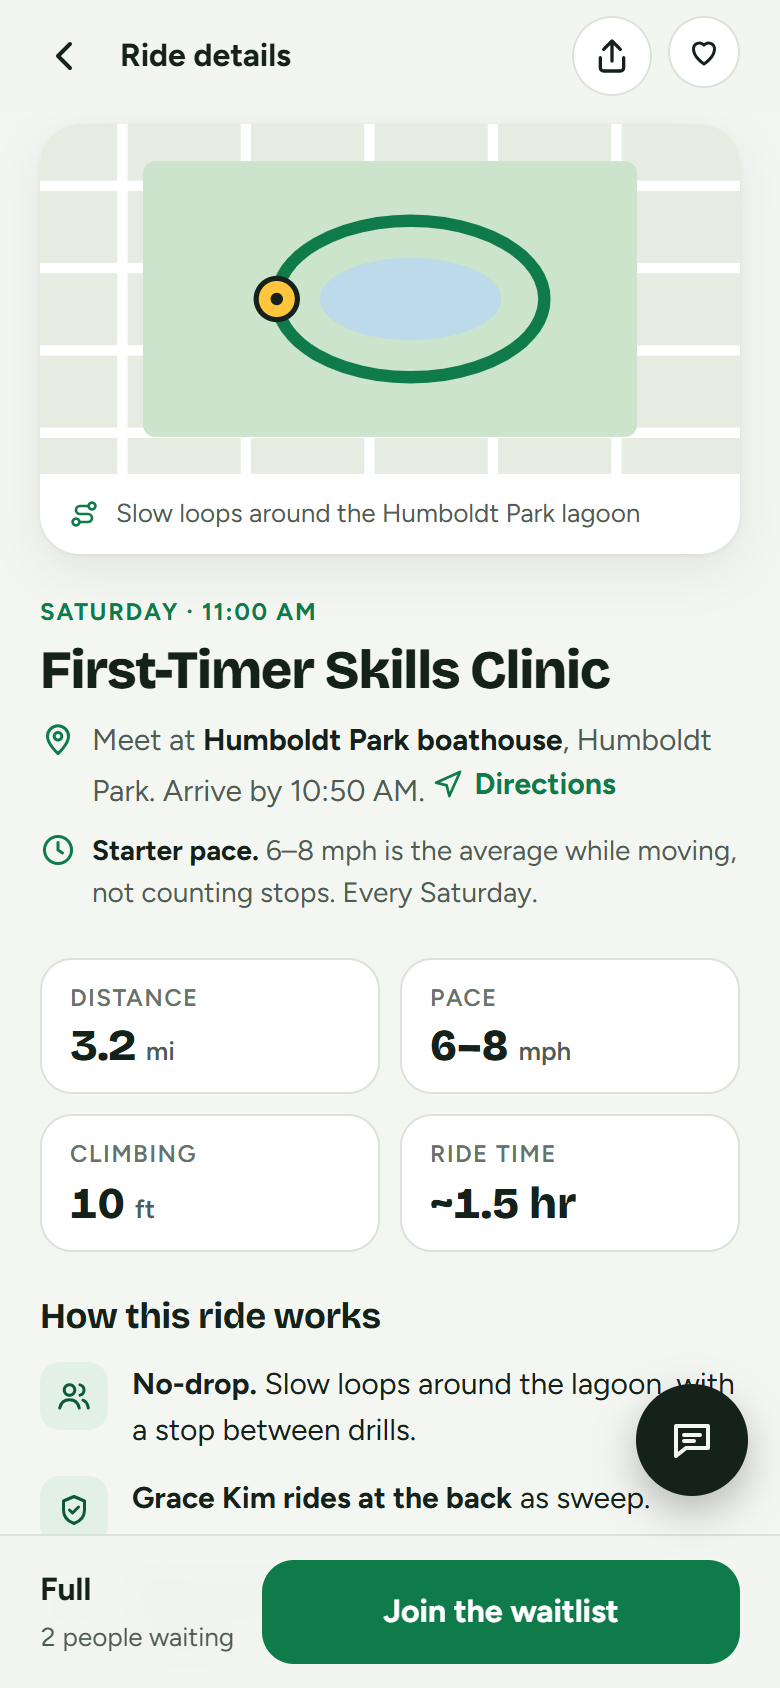 Ride details
Slow loops around the Humboldt Park lagoon
SATURDAY · 11:00 AM
First-Timer Skills Clinic
Meet at Humboldt Park boathouse, Humboldt
Park. Arrive by 10:50 AM. Directions
Starter pace. 6–8 mph is the average while moving,
not counting stops. Every Saturday.
DISTANCE
3.2 mi
PACE
6–8 mph
CLIMBING
10 ft
RIDE TIME
~1.5 hr
How this ride works
No-drop. Slow loops around the lagoon, with
a stop between drills.
Grace Kim rides at the back as sweep.
Full
2 people waiting
Join the waitlist